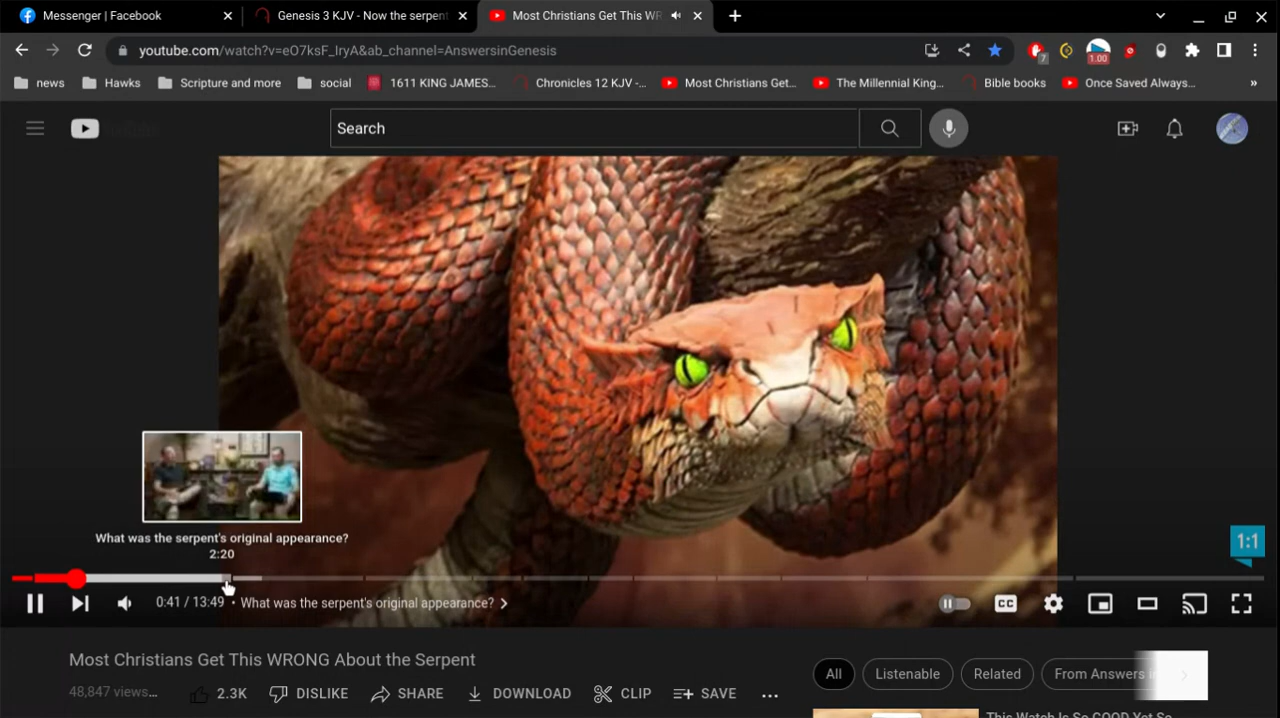 Messenger | Facebook
Genesis 3 KJV - Now the serpent
Most Christians Get This WR
youtube.com/watch?v=eO7ksF_IryA&ab_channel=AnswersinGenesis
7
1.00
news
Hawks
Scripture and more
social
1611 KING JAMES...
Chronicles 12 KJV -...
Most Christians Get...
The Millennial King...
Bible books
Once Saved Always...
»
Search
What was the serpent's original appearance?
2:20
1:1
0:41 / 13:49 • What was the serpent's original appearance?
CC
Most Christians Get This WRONG About the Serpent
48,847 views...
2.3K
DISLIKE
SHARE
DOWNLOAD
CLIP
SAVE
...
All
Listenable
Related
From Answers i
This Watch Is So GOOD Yet So